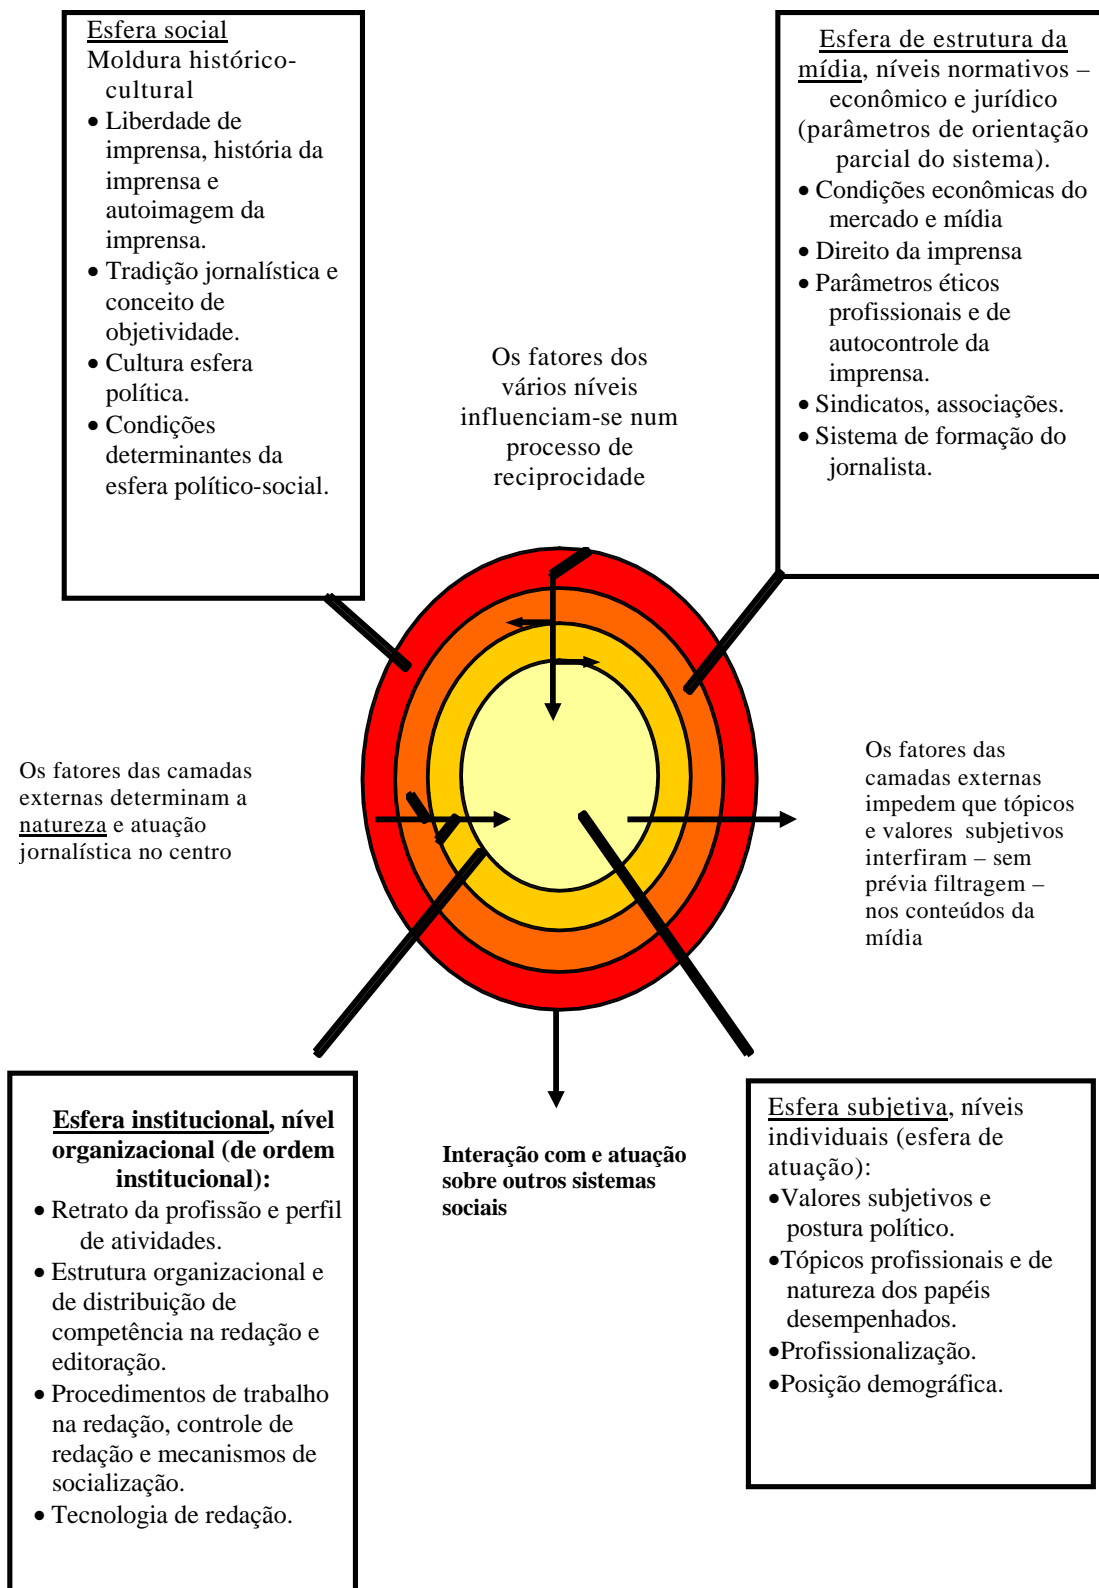 Esfera social
Moldura histórico-
cultural
• Liberdade de
imprensa, história da
imprensa e
autoimagem da
imprensa.
• Tradição jornalística e
conceito de
objetividade.
• Cultura esfera
política.
• Condições
determinantes da
esfera político-social.
Esfera de estrutura da
mídia, níveis normativos –
econômico e jurídico
(parâmetros de orientação
parcial do sistema).
• Condições econômicas do
mercado e mídia
• Direito da imprensa
• Parâmetros éticos
profissionais e de
autocontrole da
imprensa.
• Sindicatos, associações.
• Sistema de formação do
jornalista.
Os fatores dos
vários níveis
influenciam-se num
processo de
reciprocidade
Os fatores das camadas
externas determinam a
natureza e atuação
jornalística no centro
Os fatores das
camadas externas
impedem que tópicos
e valores subjetivos
interfiram – sem
prévia filtragem –
nos conteúdos da
mídia
Esfera institucional, nível
organizacional (de ordem
institucional):
• Retrato da profissão e perfil
de atividades.
• Estrutura organizacional e
de distribuição de
competência na redação e
editoração.
• Procedimentos de trabalho
na redação, controle de
redação e mecanismos de
socialização.
• Tecnologia de redação.
Interação com e atuação
sobre outros sistemas
sociais
Esfera subjetiva, níveis
individuais (esfera de
atuação):
•Valores subjetivos e
postura político.
•Tópicos profissionais e de
natureza dos papéis
desempenhados.
•Profissionalização.
•Posição demográfica.